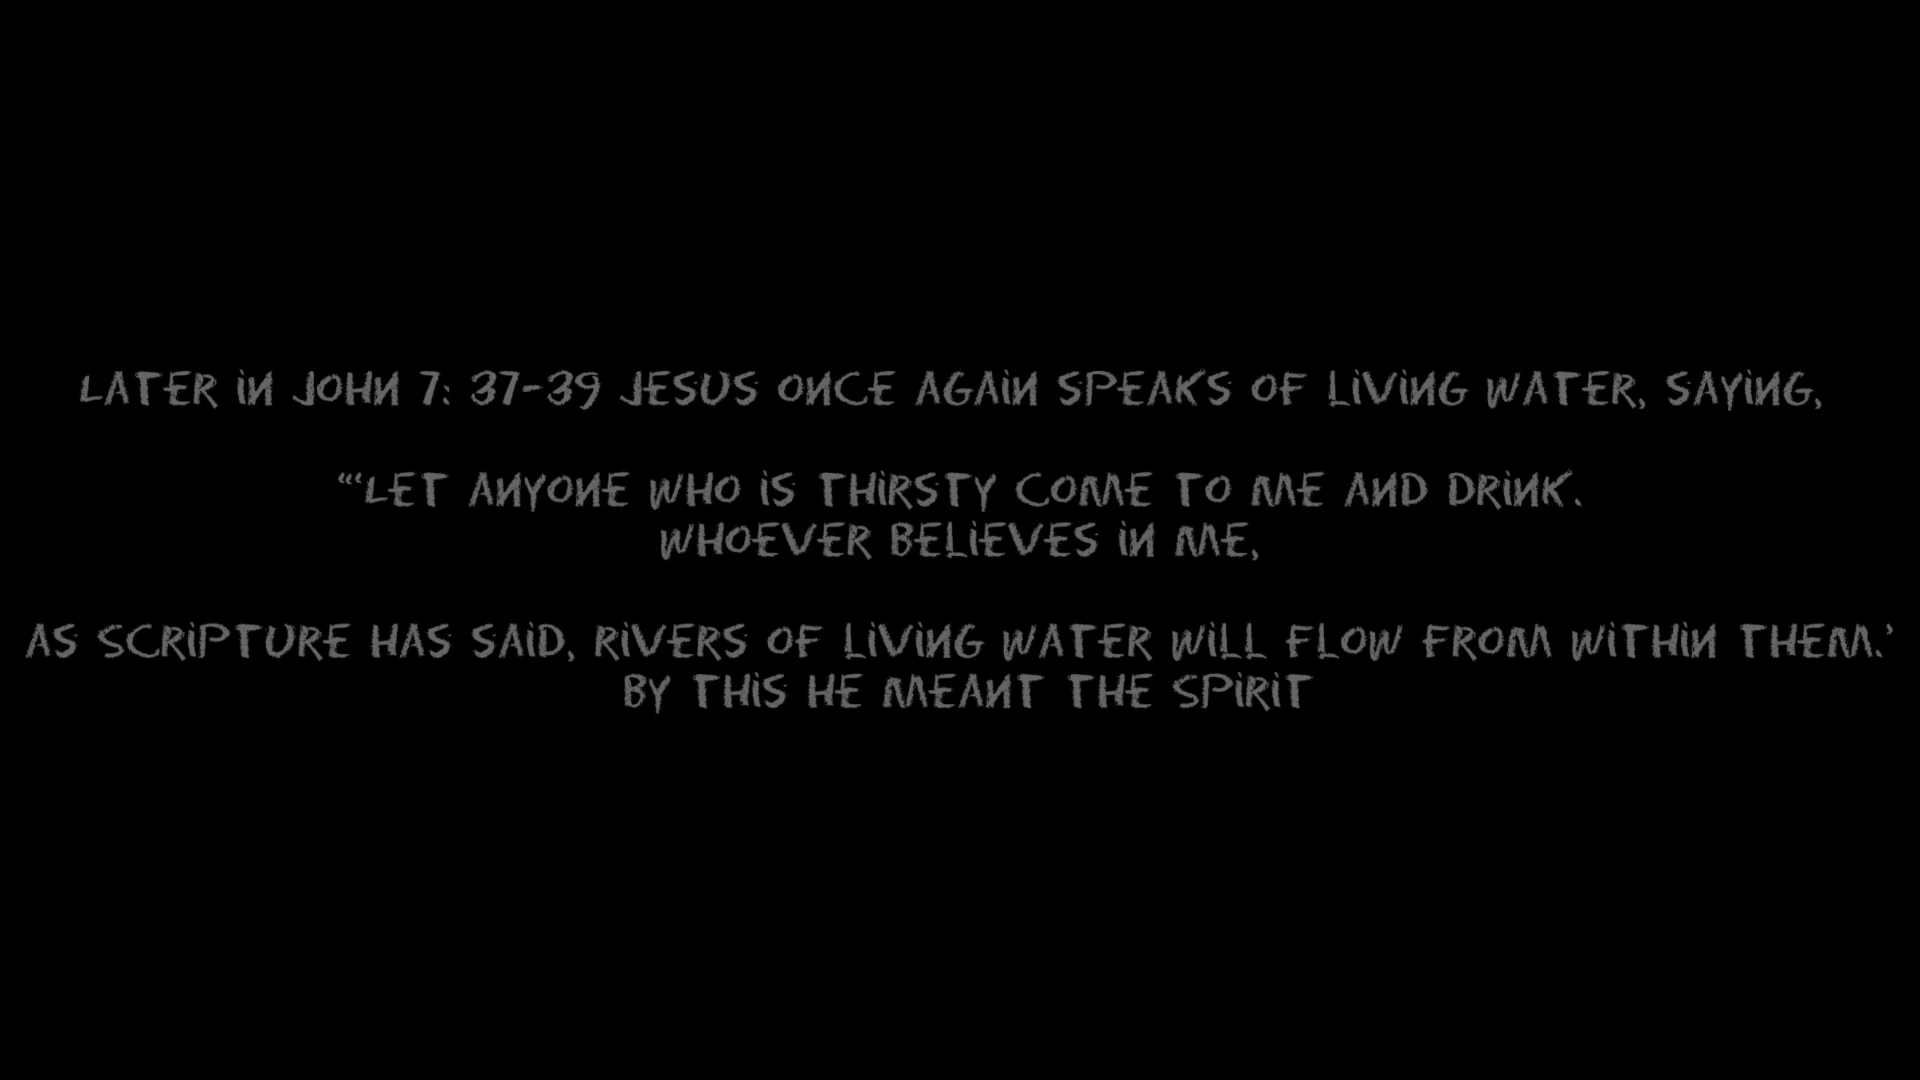 LATER iN JOHN 7: 37-39 JESUS ONCE AGAiN SPEAKS OF LiViNG WATER, SAYiNG,
“‘LET ANYONE WHO iS THiRSTY COME TO ME AND DRiNK.
WHOEVER BELiEVES iN ME,
AS SCRiPTURE HAS SAiD, RiVERS OF LiViNG WATER WiLL FLOW FROM WiTHiN THEM.’
BY THiS HE MEANT THE SPiRiT